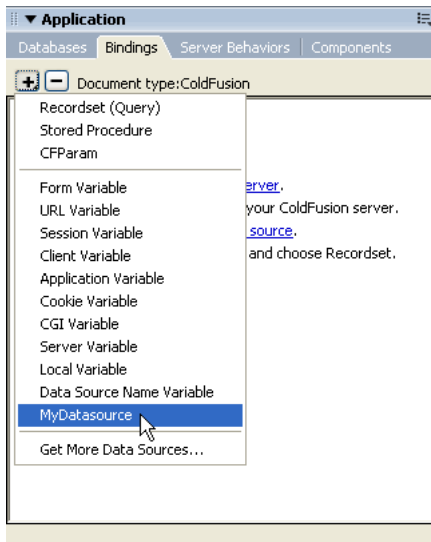 Application
Databases Bindings Server Behaviors Components
Document type:ColdFusion
Recordset (Query)
Stored Procedure
CFParam
Form Variable erver.
URL Variable your ColdFusion server.
Session Variable source.
Client Variable and choose Recordset.
Application Variable
Cookie Variable
CGI Variable
Server Variable
Local Variable
Data Source Name Variable
MyDatasource
Get More Data Sources...